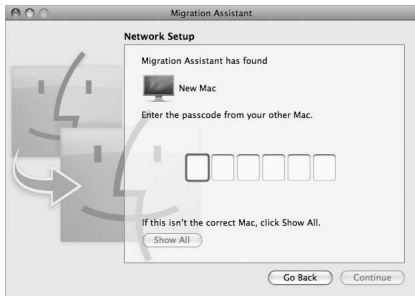 Migration Assistant
Network Setup
Migration Assistant has found
New Mac
Enter the passcode from your other Mac.
If this isn't the correct Mac, click Show All.
Show All
Go Back
Continue